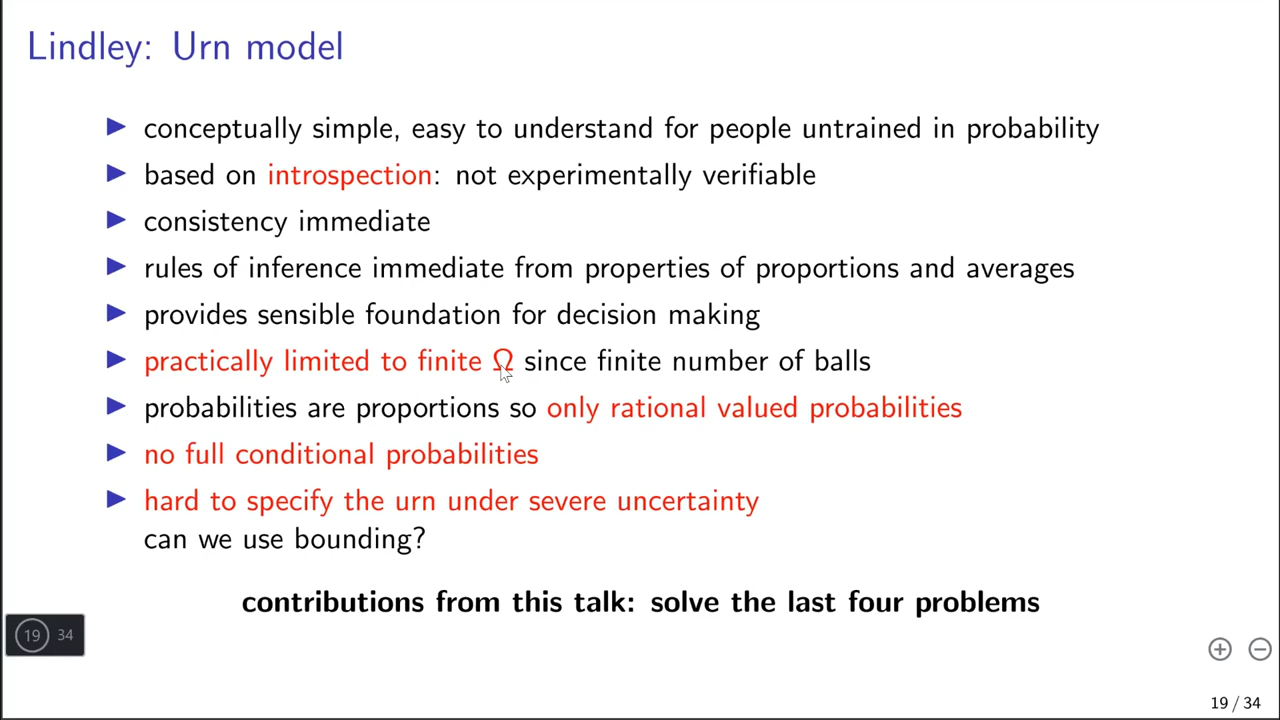 Lindley: Urn model
▶ conceptually simple, easy to understand for people untrained in probability
▶ based on introspection: not experimentally verifiable
▶ consistency immediate
▶ rules of inference immediate from properties of proportions and averages
▶ provides sensible foundation for decision making
▶ practically limited to finite Ω since finite number of balls
▶ probabilities are proportions so only rational valued probabilities
▶ no full conditional probabilities
▶ hard to specify the urn under severe uncertainty
can we use bounding?
contributions from this talk: solve the last four problems
19 34
19 / 34